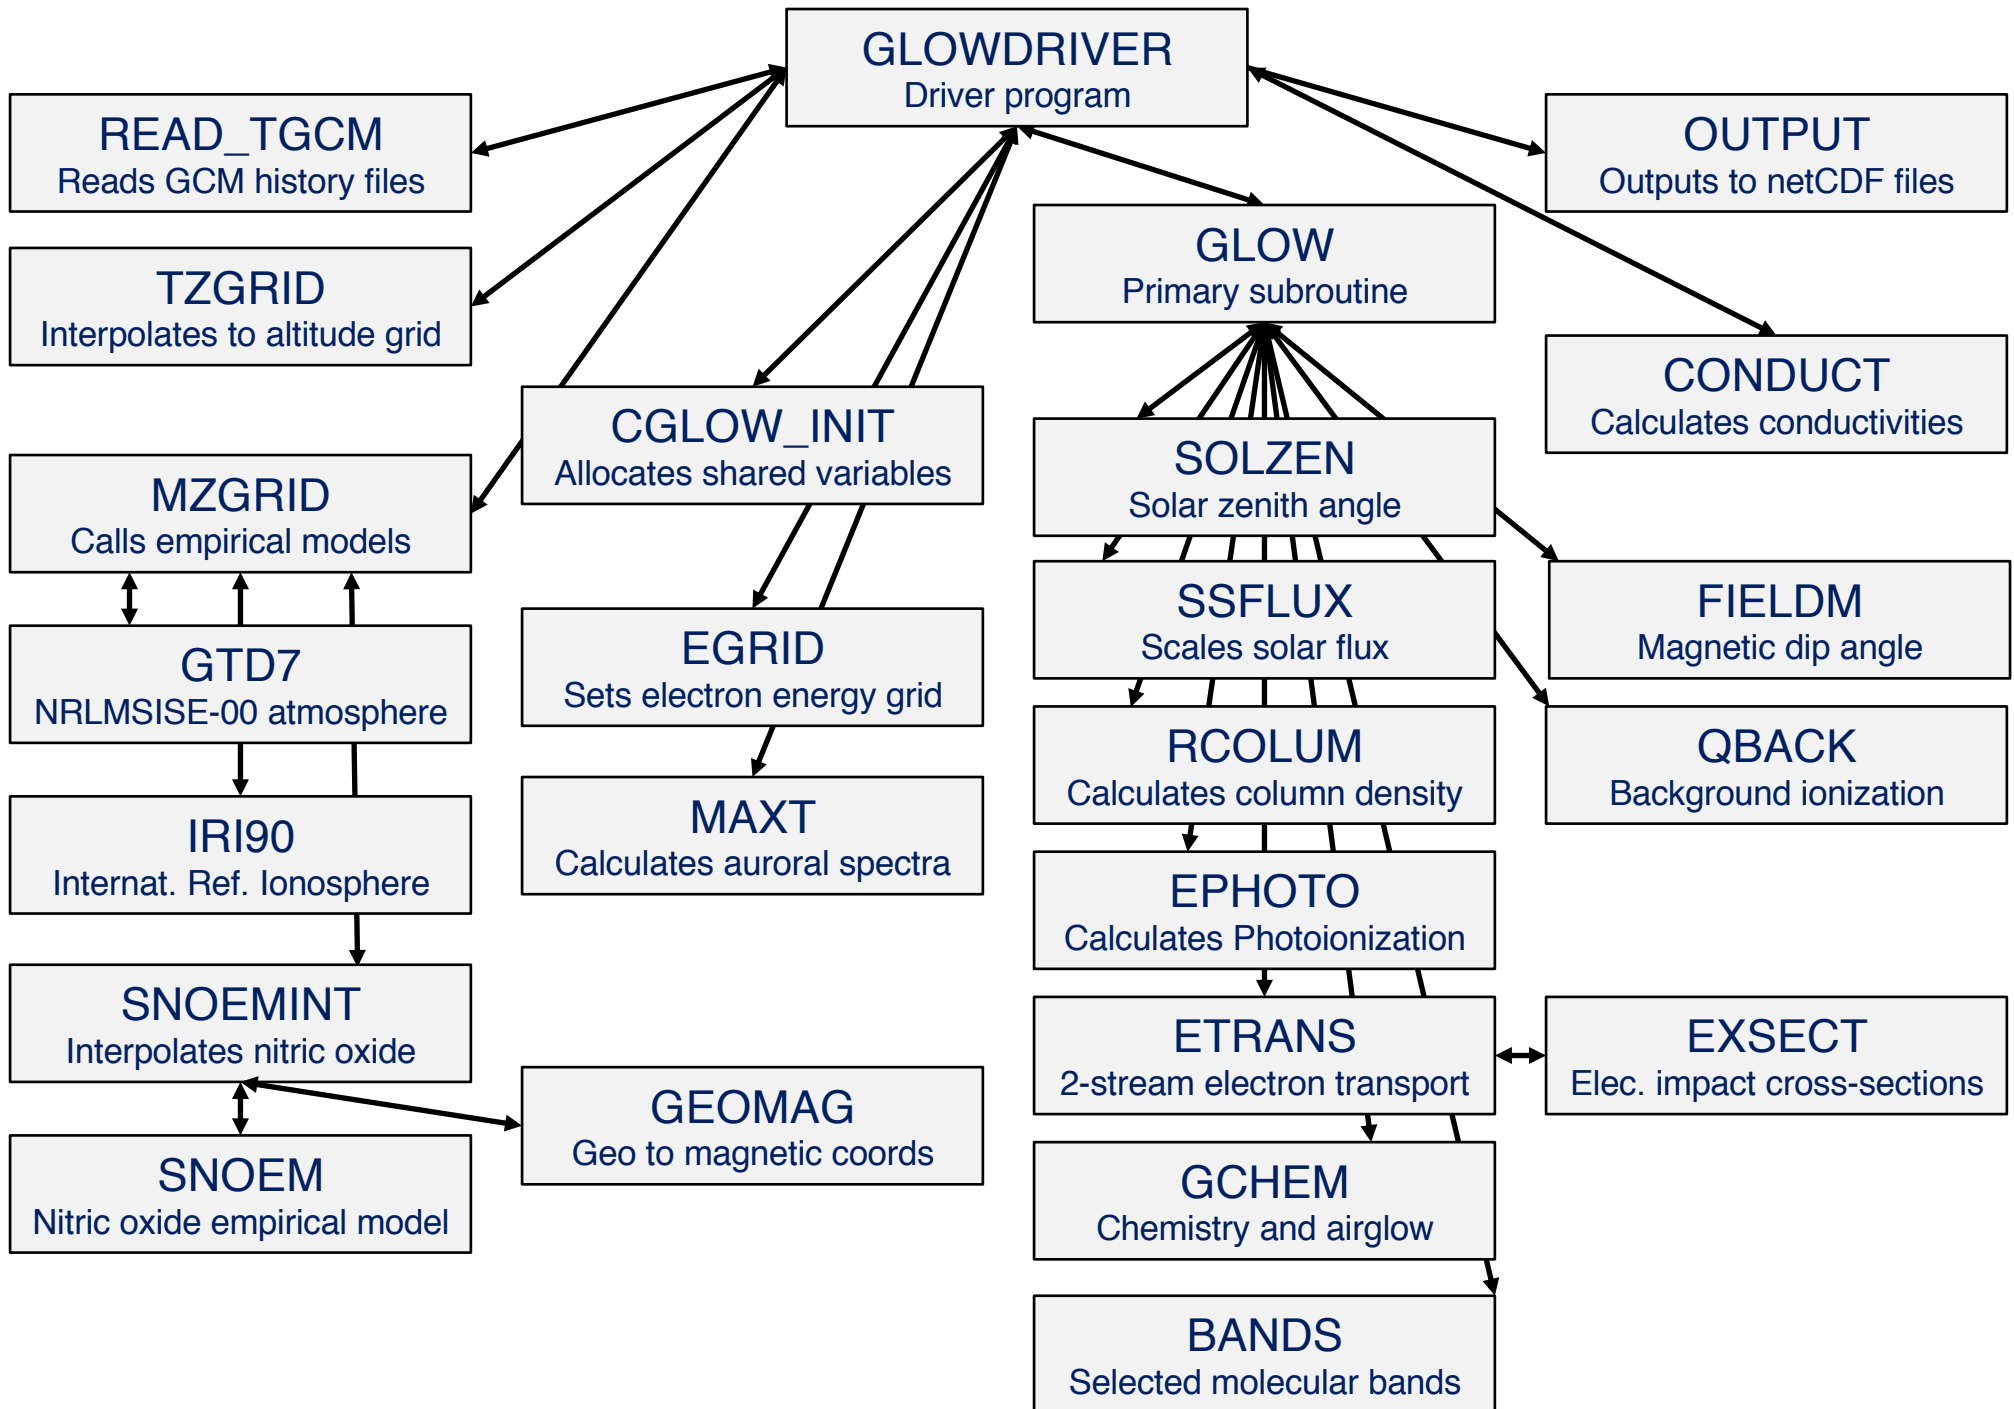 GLOWDRIVER
Driver program
READ_TGCM
Reads GCM history files
OUTPUT
Outputs to netCDF files
GLOW
Primary subroutine
TZGRID
Interpolates to altitude grid
CONDUCT
Calculates conductivities
CGLOW_INIT
Allocates shared variables
SOLZEN
Solar zenith angle
MZGRID
Calls empirical models
SSFLUX
Scales solar flux
FIELDM
Magnetic dip angle
GTD7
NRLMSISE-00 atmosphere
EGRID
Sets electron energy grid
RCOLUM
Calculates column density
QBACK
Background ionization
IRI90
Internat. Ref. Ionosphere
MAXT
Calculates auroral spectra
EPHOTO
Calculates Photoionization
SNOEMINT
Interpolates nitric oxide
ETRANS
2-stream electron transport
EXSECT
Elec. impact cross-sections
GEOMAG
Geo to magnetic coords
SNOEM
Nitric oxide empirical model
GCHEM
Chemistry and airglow
BANDS
Selected molecular bands